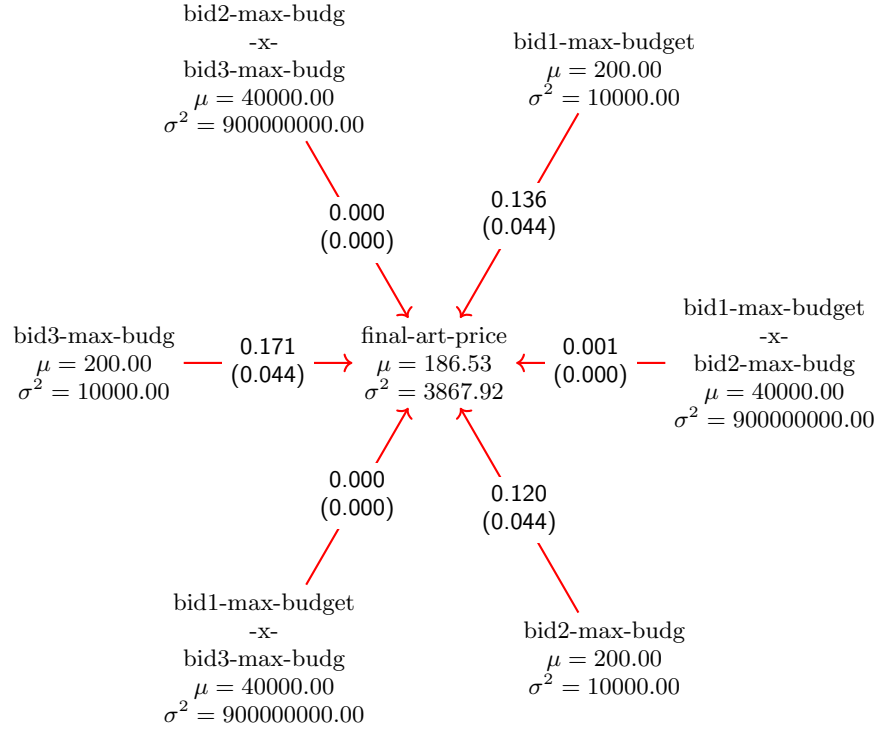 bid2-max-budg
-x-
bid3-max-budg
μ = 40000.00
σ² = 900000000.00
bid1-max-budget
μ = 200.00
σ² = 10000.00
0.000
(0.000)
0.136
(0.044)
bid3-max-budg
μ = 200.00
σ² = 10000.00
0.171
(0.044)
final-art-price
μ = 186.53
σ² = 3867.92
0.001
(0.000)
bid1-max-budget
-x-
bid2-max-budg
μ = 40000.00
σ² = 900000000.00
0.000
(0.000)
0.120
(0.044)
bid1-max-budget
-x-
bid3-max-budg
μ = 40000.00
σ² = 900000000.00
bid2-max-budg
μ = 200.00
σ² = 10000.00